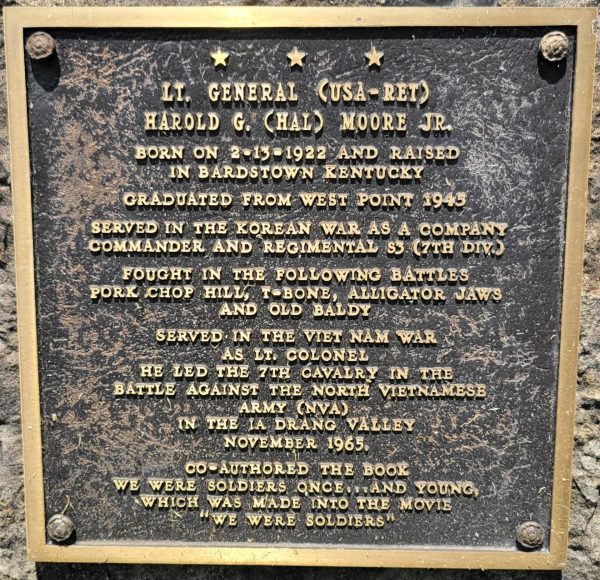 LT. GENERAL (USA-RET)
HAROLD G. (HAL) MOORE JR.
BORN ON 2-13-1922 AND RAISED
IN BARDSTOWN KENTUCKY
GRADUATED FROM WEST POINT 1945
SERVED IN THE KOREAN WAR AS A COMPANY
COMMANDER AND REGIMENTAL S3 (7TH DIV.)
FOUGHT IN THE FOLLOWING BATTLES
PORK CHOP HILL, T-BONE, ALLIGATOR JAWS
AND OLD BALDY
SERVED IN THE VIET NAM WAR
AS LT. COLONEL
HE LED THE 7TH CAVALRY IN THE
BATTLE AGAINST THE NORTH VIETNAMESE
ARMY (NVA)
IN THE IA DRANG VALLEY
NOVEMBER 1965.
CO-AUTHORED THE BOOK
WE WERE SOLDIERS ONCE...AND YOUNG,
WHICH WAS MADE INTO THE MOVIE
"WE WERE SOLDIERS"